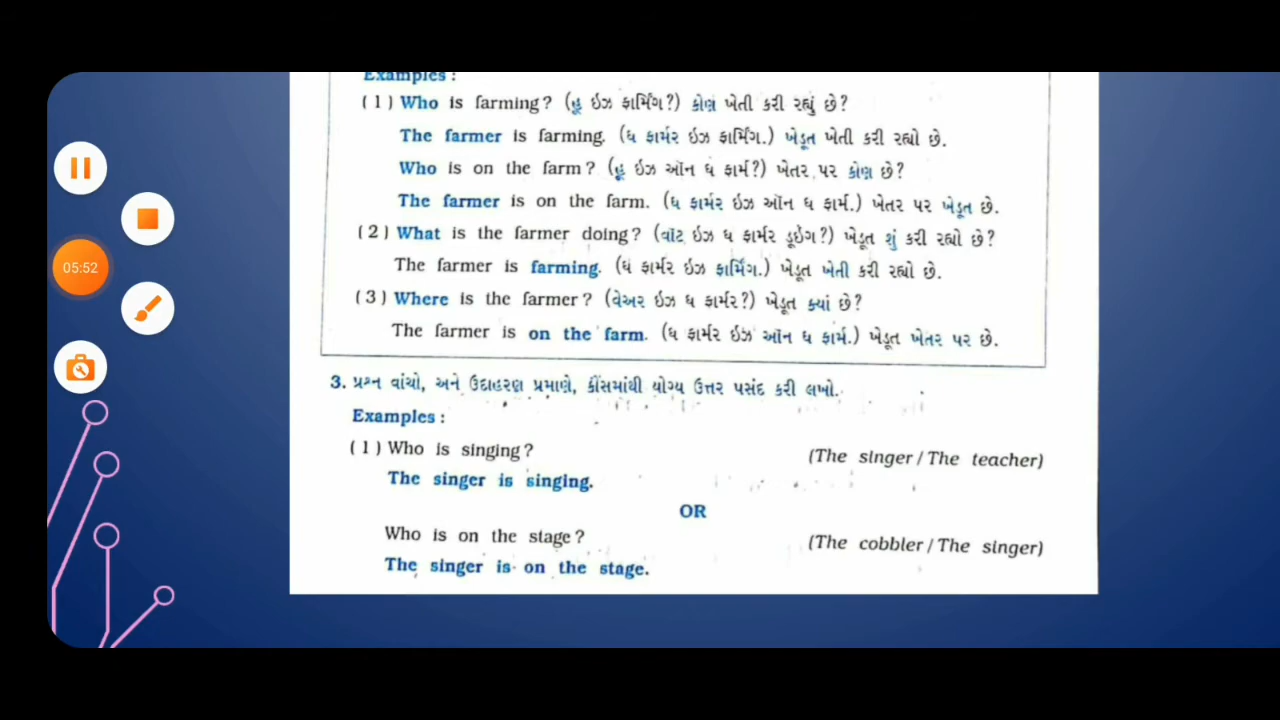 Examples :
(1) Who is farming? (હૂ ઇઝ ફાર્મિંગ?) કોણ ખેતી કરી રહ્યું છે?
The farmer is farming. (ધ ફાર્મર ઇઝ ફાર્મિંગ.) ખેડૂત ખેતી કરી રહ્યો છે.
Who is on the farm? (હૂ ઇઝ ઑન ધ ફાર્મ?) ખેતર પર કોણ છે?
The farmer is on the farm. (ધ ફાર્મર ઇઝ ઑન ધ ફાર્મ.) ખેતર પર ખેડૂત છે.
(2) What is the farmer doing? (વૉટ ઇઝ ધ ફાર્મર ડૂઇંગ?) ખેડૂત શું કરી રહ્યો છે?
The farmer is farming. (ધ ફાર્મર ઇઝ ફાર્મિંગ.) ખેડૂત ખેતી કરી રહ્યો છે.
(3) Where is the farmer? (વેઅર ઇઝ ધ ફાર્મર?) ખેડૂત ક્યાં છે?
The farmer is on the farm. (ધ ફાર્મર ઇઝ ઑન ધ ફાર્મ.) ખેડૂત ખેતર પર છે.
3. પ્રશ્ન વાંચો, અને ઉદાહરણ પ્રમાણે, કૌંસમાંથી યોગ્ય ઉત્તર પસંદ કરી લખો.
Examples :
(1) Who is singing? (The singer / The teacher)
The singer is singing.
OR
Who is on the stage? (The cobbler / The singer)
The singer is on the stage.
05:52